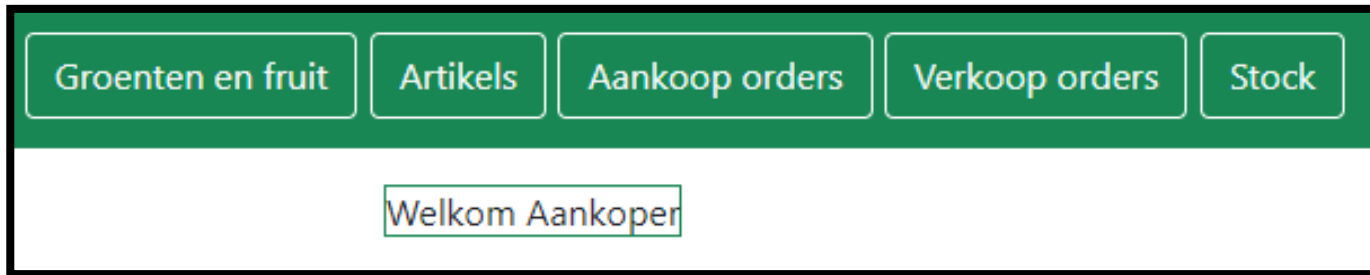 Groenten en fruit Artikels Aankoop orders Verkoop orders Stock
Welkom Aankoper